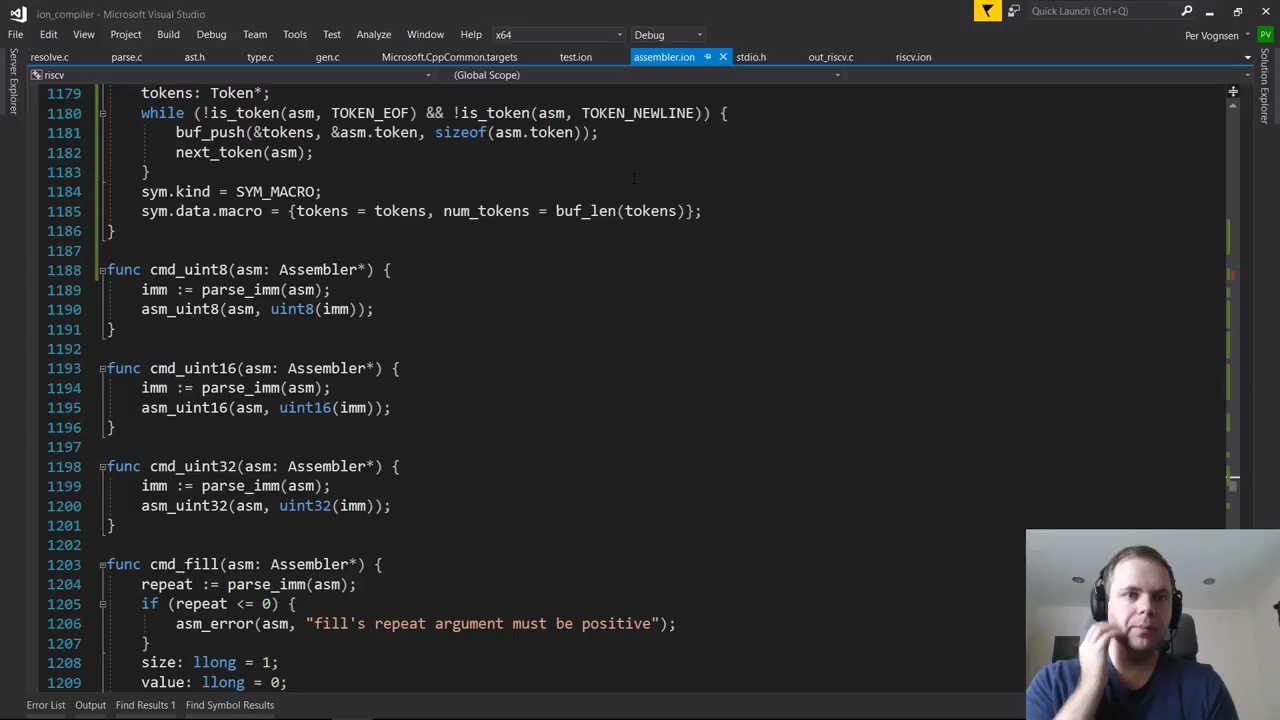 ion_compiler - Microsoft Visual Studio
Quick Launch (Ctrl+Q)
File Edit View Project Build Debug Team Tools Test Analyze Window Help x64 Debug
Per Vognsen PV
resolve.c parse.c ast.h type.c gen.c Microsoft.CppCommon.targets test.ion assembler.ion stdio.h out_riscv.c riscv.ion
riscv (Global Scope)
Server Explorer
Solution Explorer
1179 tokens: Token*;
1180 while (!is_token(asm, TOKEN_EOF) && !is_token(asm, TOKEN_NEWLINE)) {
1181 buf_push(&tokens, &asm.token, sizeof(asm.token));
1182 next_token(asm);
1183 }
1184 sym.kind = SYM_MACRO;
1185 sym.data.macro = {tokens = tokens, num_tokens = buf_len(tokens)};
1186 }
1187
1188 func cmd_uint8(asm: Assembler*) {
1189 imm := parse_imm(asm);
1190 asm_uint8(asm, uint8(imm));
1191 }
1192
1193 func cmd_uint16(asm: Assembler*) {
1194 imm := parse_imm(asm);
1195 asm_uint16(asm, uint16(imm));
1196 }
1197
1198 func cmd_uint32(asm: Assembler*) {
1199 imm := parse_imm(asm);
1200 asm_uint32(asm, uint32(imm));
1201 }
1202
1203 func cmd_fill(asm: Assembler*) {
1204 repeat := parse_imm(asm);
1205 if (repeat <= 0) {
1206 asm_error(asm, "fill's repeat argument must be positive");
1207 }
1208 size: llong = 1;
1209 value: llong = 0;
Error List Output Find Results 1 Find Symbol Results